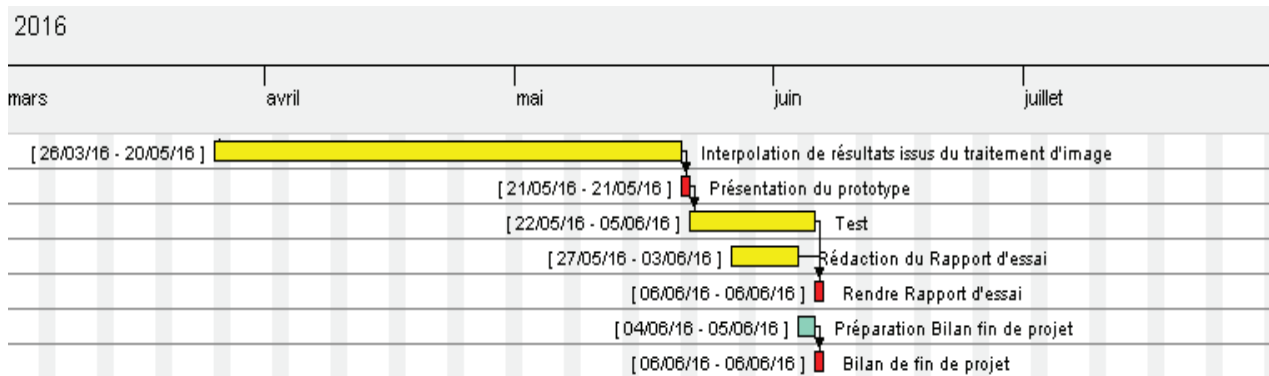 2016
mars avril mai juin juillet
[ 26/03/16 - 20/05/16 ] Interpolation de résultats issus du traitement d'image
[ 21/05/16 - 21/05/16 ] Présentation du prototype
[ 22/05/16 - 05/06/16 ] Test
[ 27/05/16 - 03/06/16 ] Rédaction du Rapport d'essai
[ 06/06/16 - 06/06/16 ] Rendre Rapport d'essai
[ 04/06/16 - 05/06/16 ] Préparation Bilan fin de projet
[ 06/06/16 - 06/06/16 ] Bilan de fin de projet